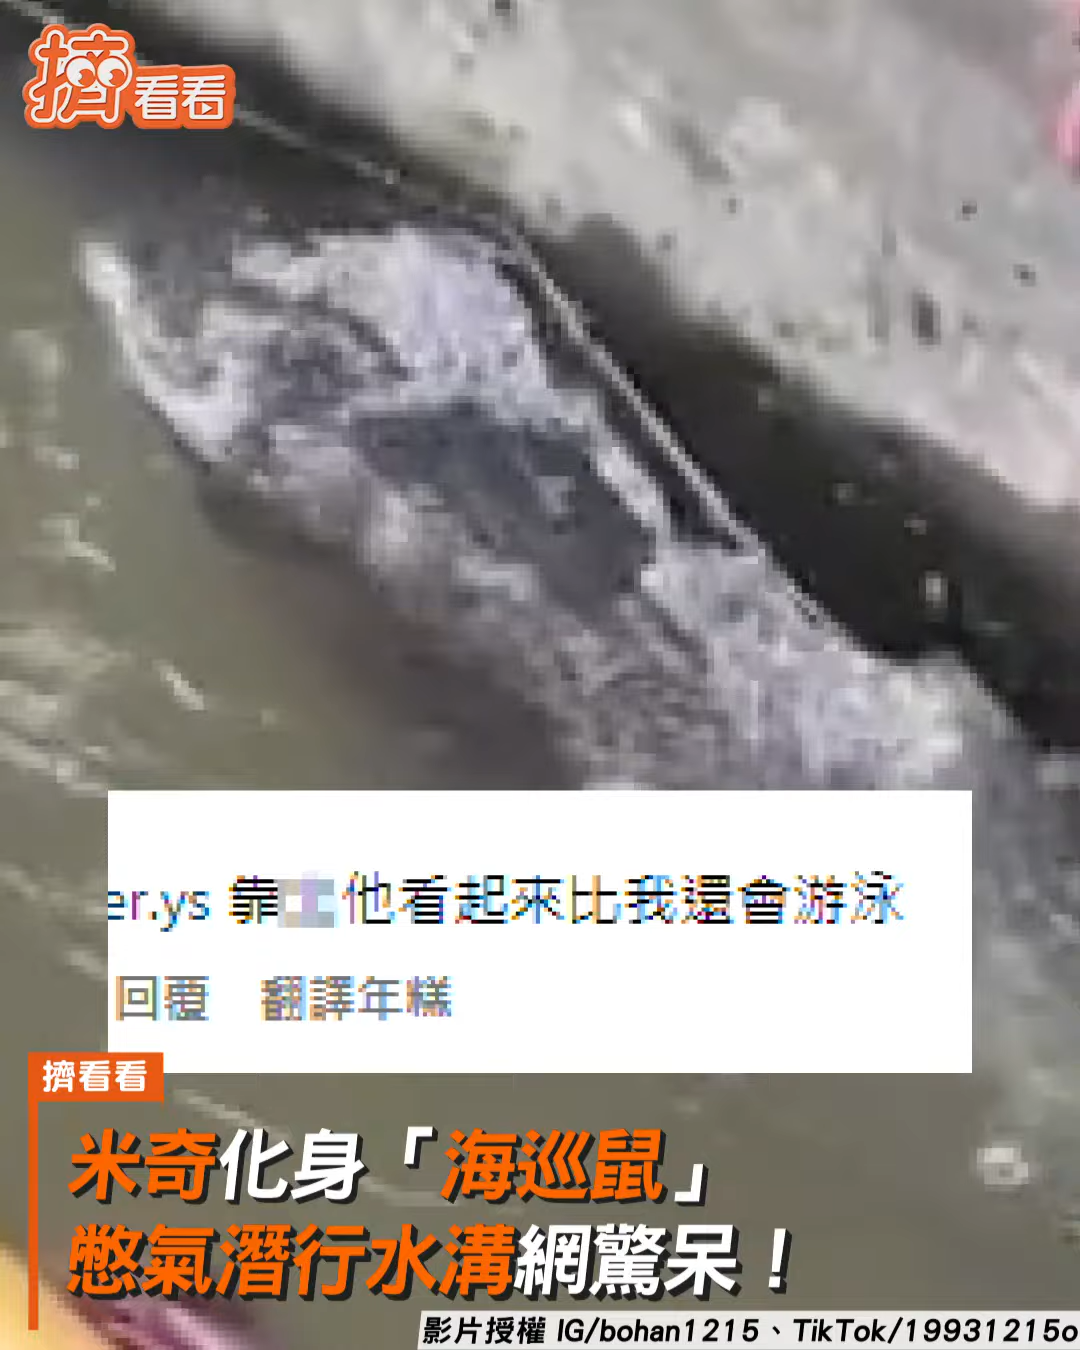 擠看看
er.ys 靠 他看起來比我還會游泳
回覆 翻譯年糕
擠看看
米奇化身「海巡鼠」
憋氣潛行水溝網驚呆！
影片授權 IG/bohan1215、TikTok/19931215o